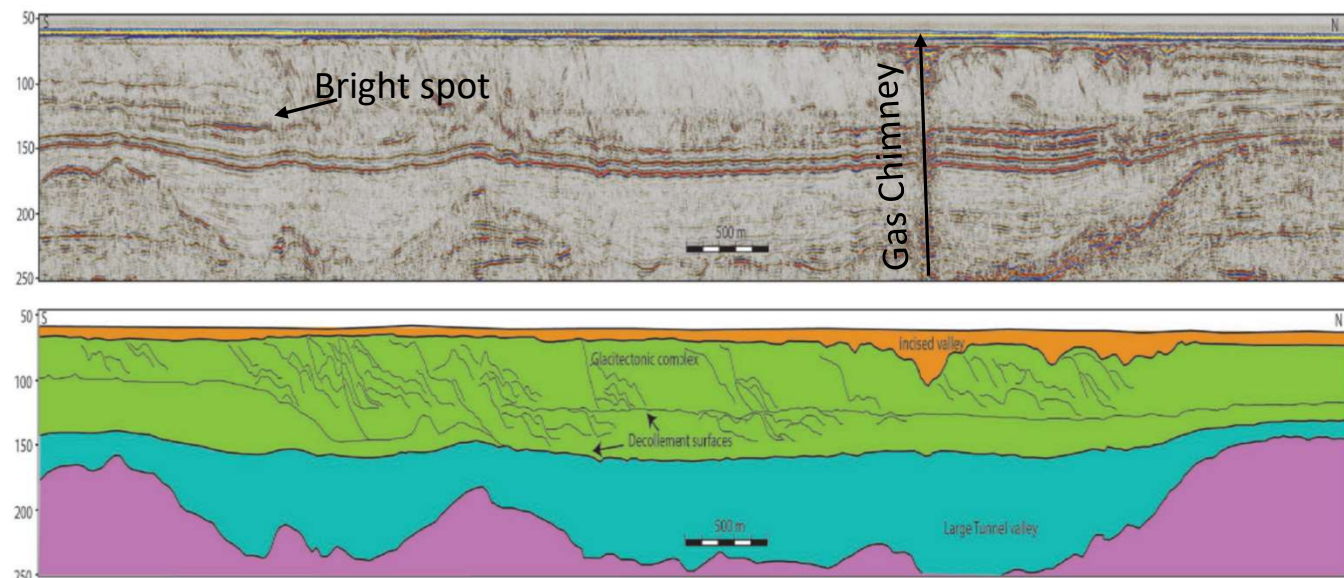 50
S
N
100
Bright spot
Gas Chimney
150
200
500 m
250
50
S
N
Incised valley
Glacitectonic complex
100
Decollement surfaces
150
200
500 m
Large Tunnel valley
250